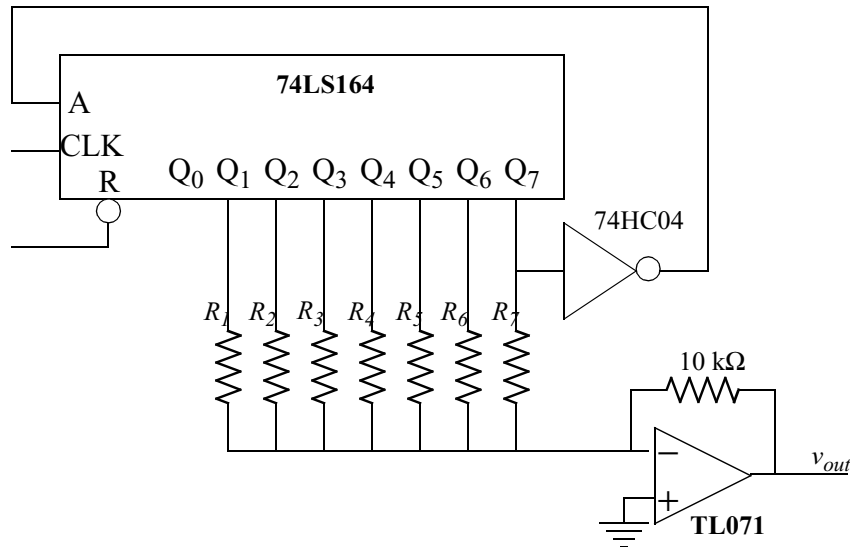 74LS164
A
CLK
R
Q0 Q1 Q2 Q3 Q4 Q5 Q6 Q7
74HC04
R1 R2 R3 R4 R5 R6 R7
10 kΩ
−
vout
+
TL071